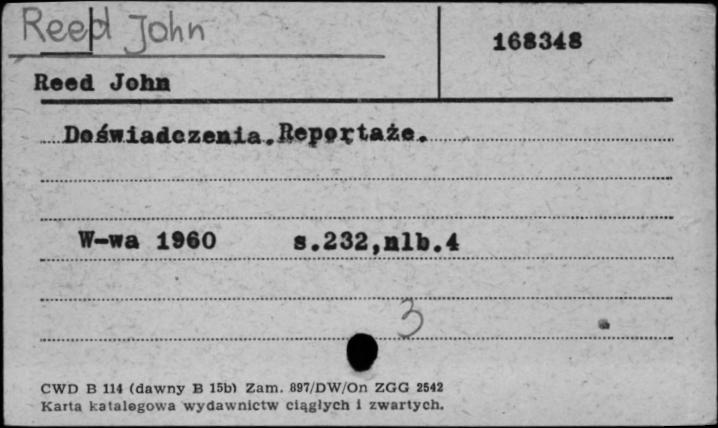 Reed John
168348
Reed John
Doświadczenia.Reportaże.
W-wa 1960 s.232,nlb.4
3
CWD B 114 (dawny B 15b) Zam. 897/DW/On ZGG 2542
Karta katalogowa wydawnictw ciągłych i zwartych.